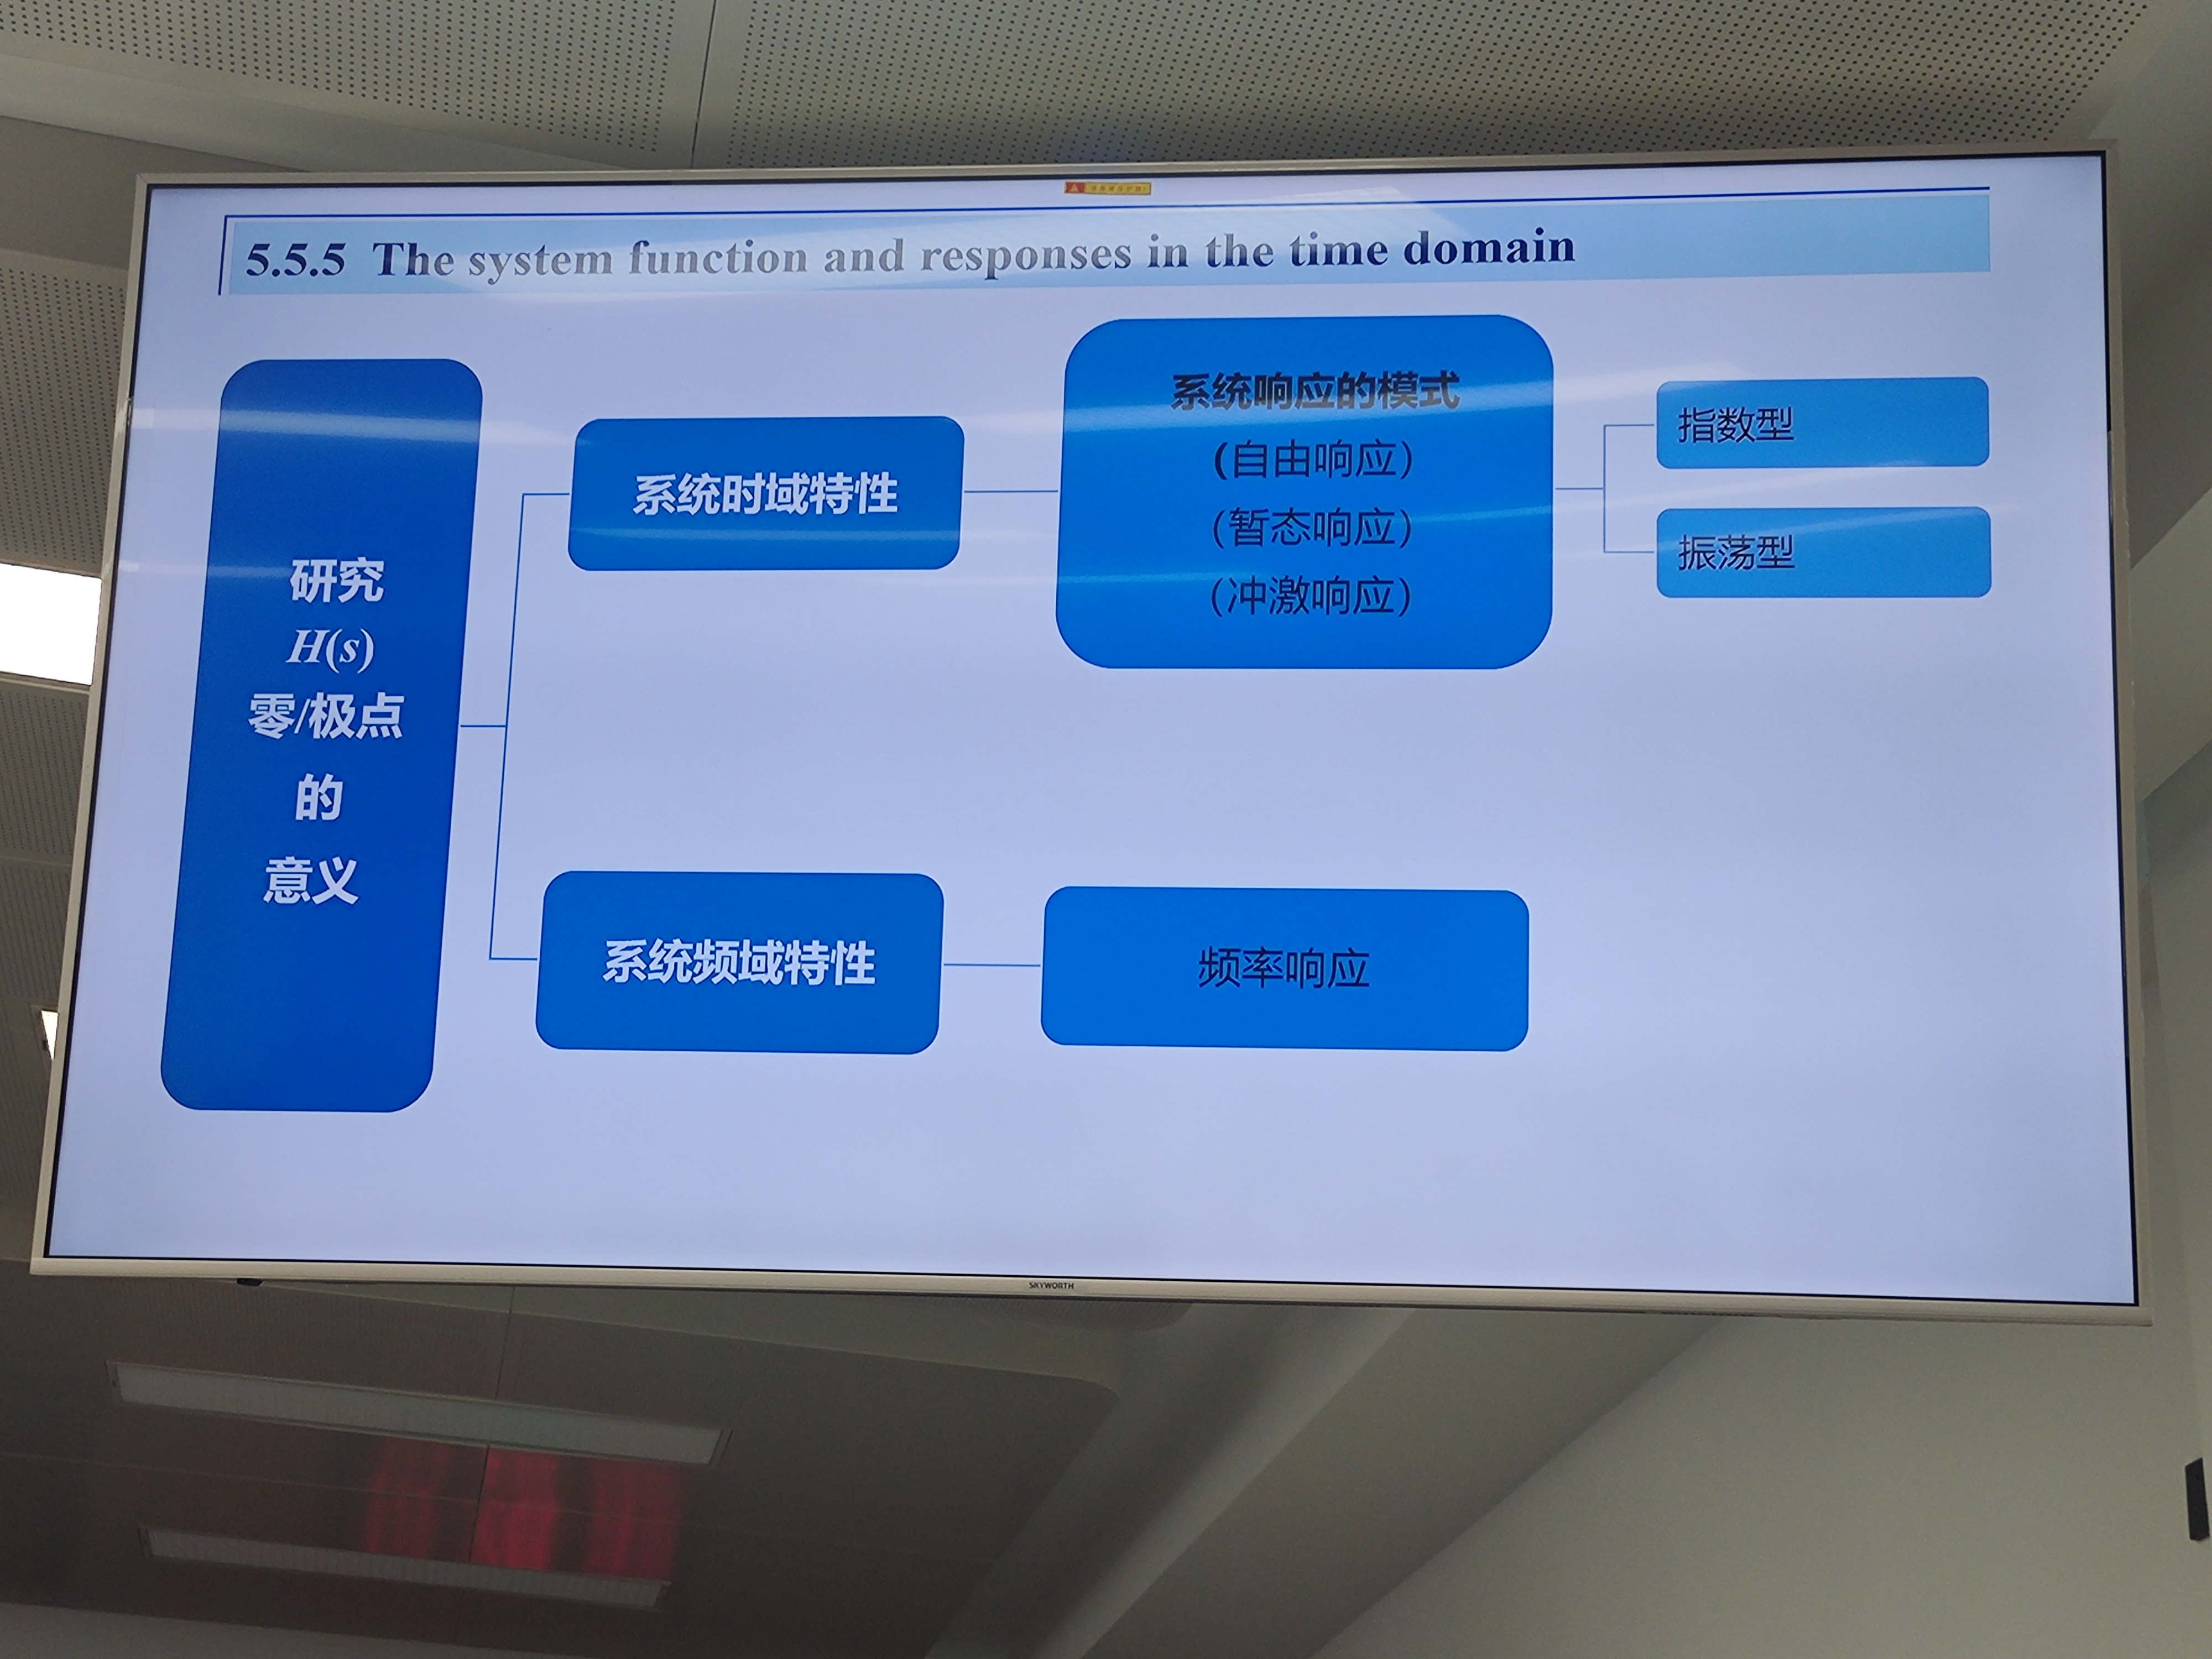 5.5.5 The system function and responses in the time domain
研究
H(s)
零/极点
的
意义
系统时域特性
系统响应的模式
(自由响应)
(暂态响应)
(冲激响应)
指数型
振荡型
系统频域特性
频率响应
SKYWORTH